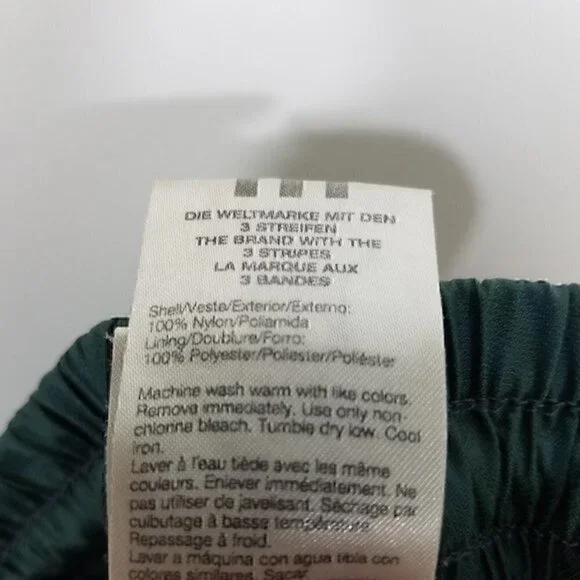 DIE WELTMARKE MIT DEN
3 STREIFEN
THE BRAND WITH THE
3 STRIPES
LA MARQUE AUX
3 BANDES
Shell/Veste/Exterior/Externo:
100% Nylon/Poliamida
Lining/Doublure/Forro:
100% Polyester/Poliester/Poliéster
Machine wash warm with like colors.
Remove immediately. Use only non-
chlorine bleach. Tumble dry low. Cool
iron.
Laver à l'eau tiède avec les même
couleurs. Enlever immédiatement. Ne
pas utiliser de javelisant. Séchage par
culbutage à basse température.
Repassage à froid.
Lavar a máquina con agua tibia con
colores similares. Sacar